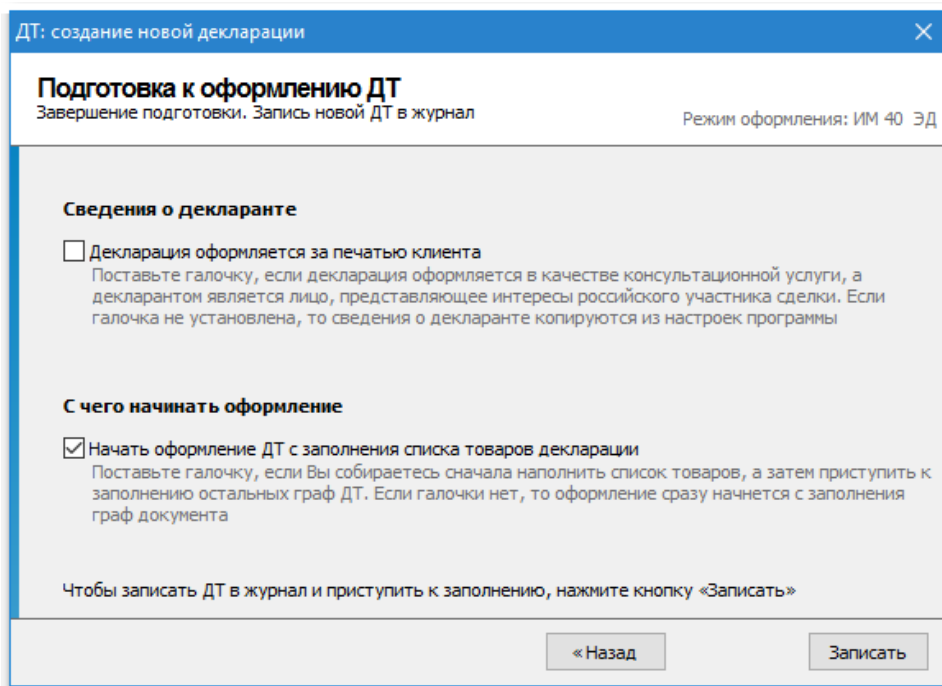 ДТ: создание новой декларации
Подготовка к оформлению ДТ
Завершение подготовки. Запись новой ДТ в журнал
Режим оформления: ИМ 40 ЭД
Сведения о декларанте
Декларация оформляется за печатью клиента
Поставьте галочку, если декларация оформляется в качестве консультационной услуги, а
декларантом является лицо, представляющее интересы российского участника сделки. Если
галочка не установлена, то сведения о декларанте копируются из настроек программы
С чего начинать оформление
Начать оформление ДТ с заполнения списка товаров декларации
Поставьте галочку, если Вы собираетесь сначала наполнить список товаров, а затем приступить к
заполнению остальных граф ДТ. Если галочки нет, то оформление сразу начнется с заполнения
граф документа
Чтобы записать ДТ в журнал и приступить к заполнению, нажмите кнопку «Записать»
« Назад
Записать